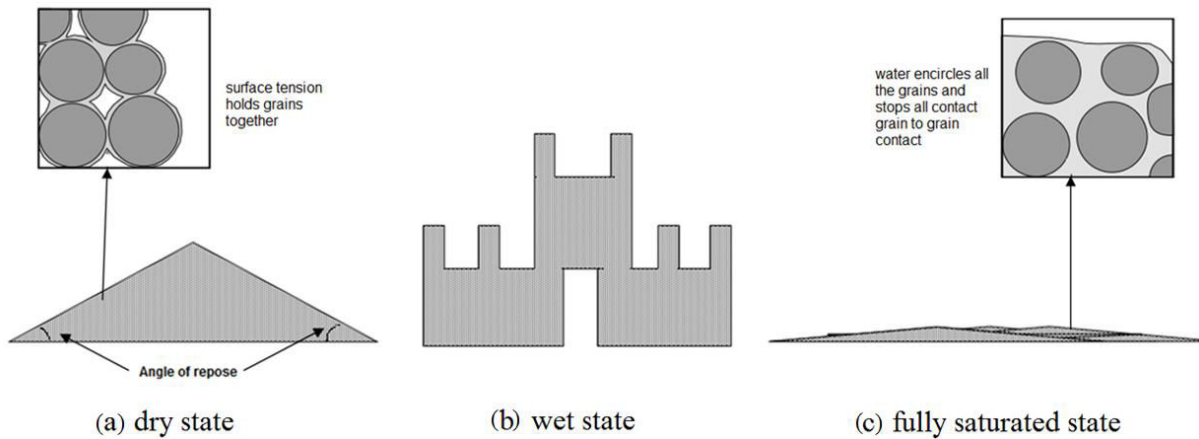 surface tension
holds grains
together
water encircles all
the grains and
stops all contact
grain to grain
contact
Angle of repose
(a) dry state
(b) wet state
(c) fully saturated state